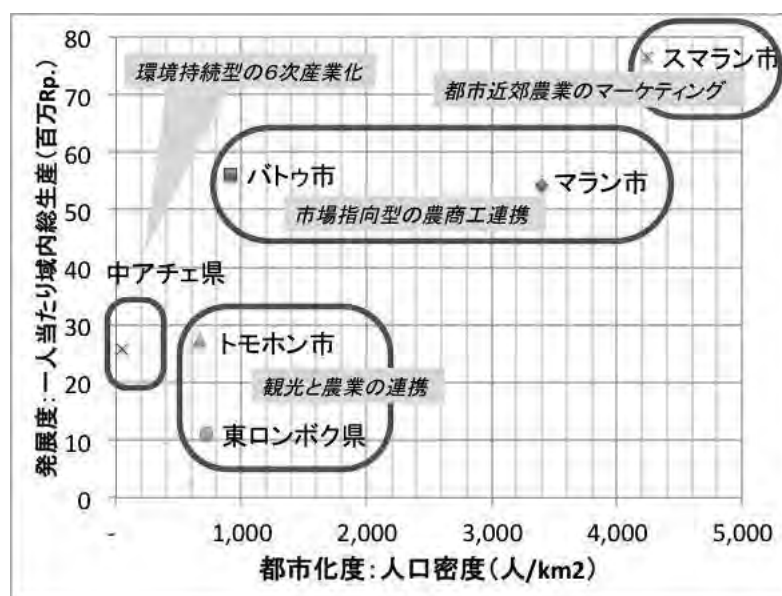 発展度：一人当たり域内総生産（百万Rp.）
80
70
60
50
40
30
20
10
0
環境持続型の６次産業化
スマラン市
都市近郊農業のマーケティング
バトゥ市
マラン市
市場指向型の農商工連携
中アチェ県
トモホン市
観光と農業の連携
東ロンボク県
-
1,000
2,000
3,000
4,000
5,000
都市化度：人口密度（人/km2）